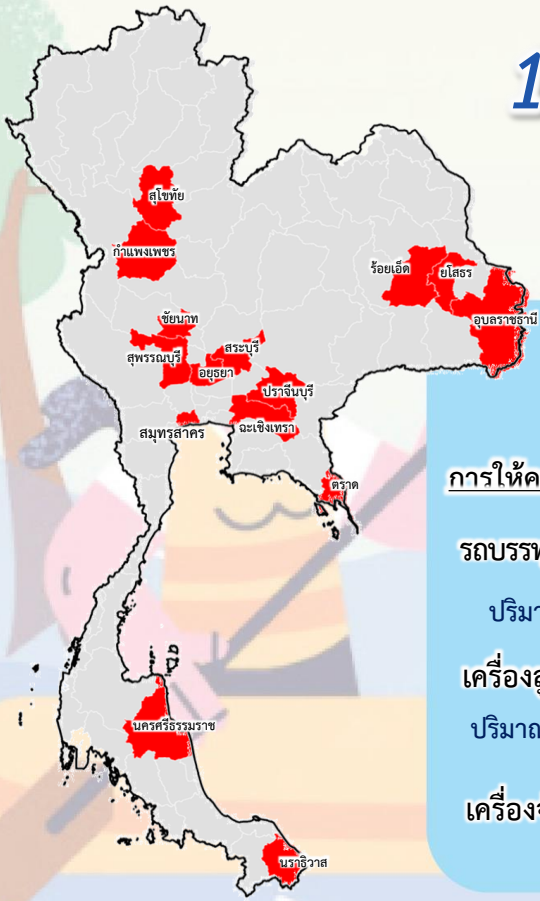 1
สุโขทัย
กำแพงเพชร
ร้อยเอ็ด
ยโสธร
อุบลราชธานี
ชัยนาท
สุพรรณบุรี
สระบุรี
อยุธยา
ปราจีนบุรี
ฉะเชิงเทรา
สมุทรสาคร
ตราด
การให้ค
รถบรรท
ปริมา
เครื่องสู
ปริมาณ
เครื่องจ
นครศรีธรรมราช
นราธิวาส